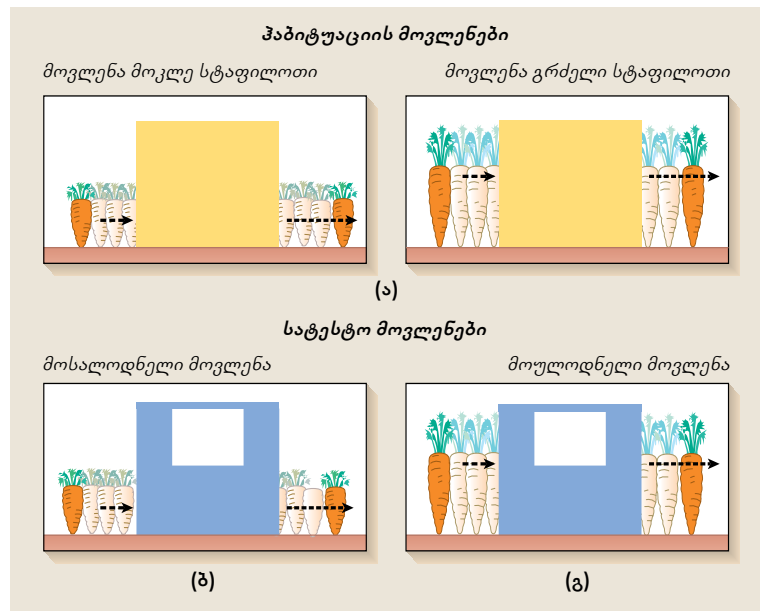 ჰაბიტუაციის მოვლენები
მოვლენა მოკლე სტაფილოთი
მოვლენა გრძელი სტაფილოთი
(ა)
სატესტო მოვლენები
მოსალოდნელი მოვლენა
მოულოდნელი მოვლენა
(ბ)
(გ)